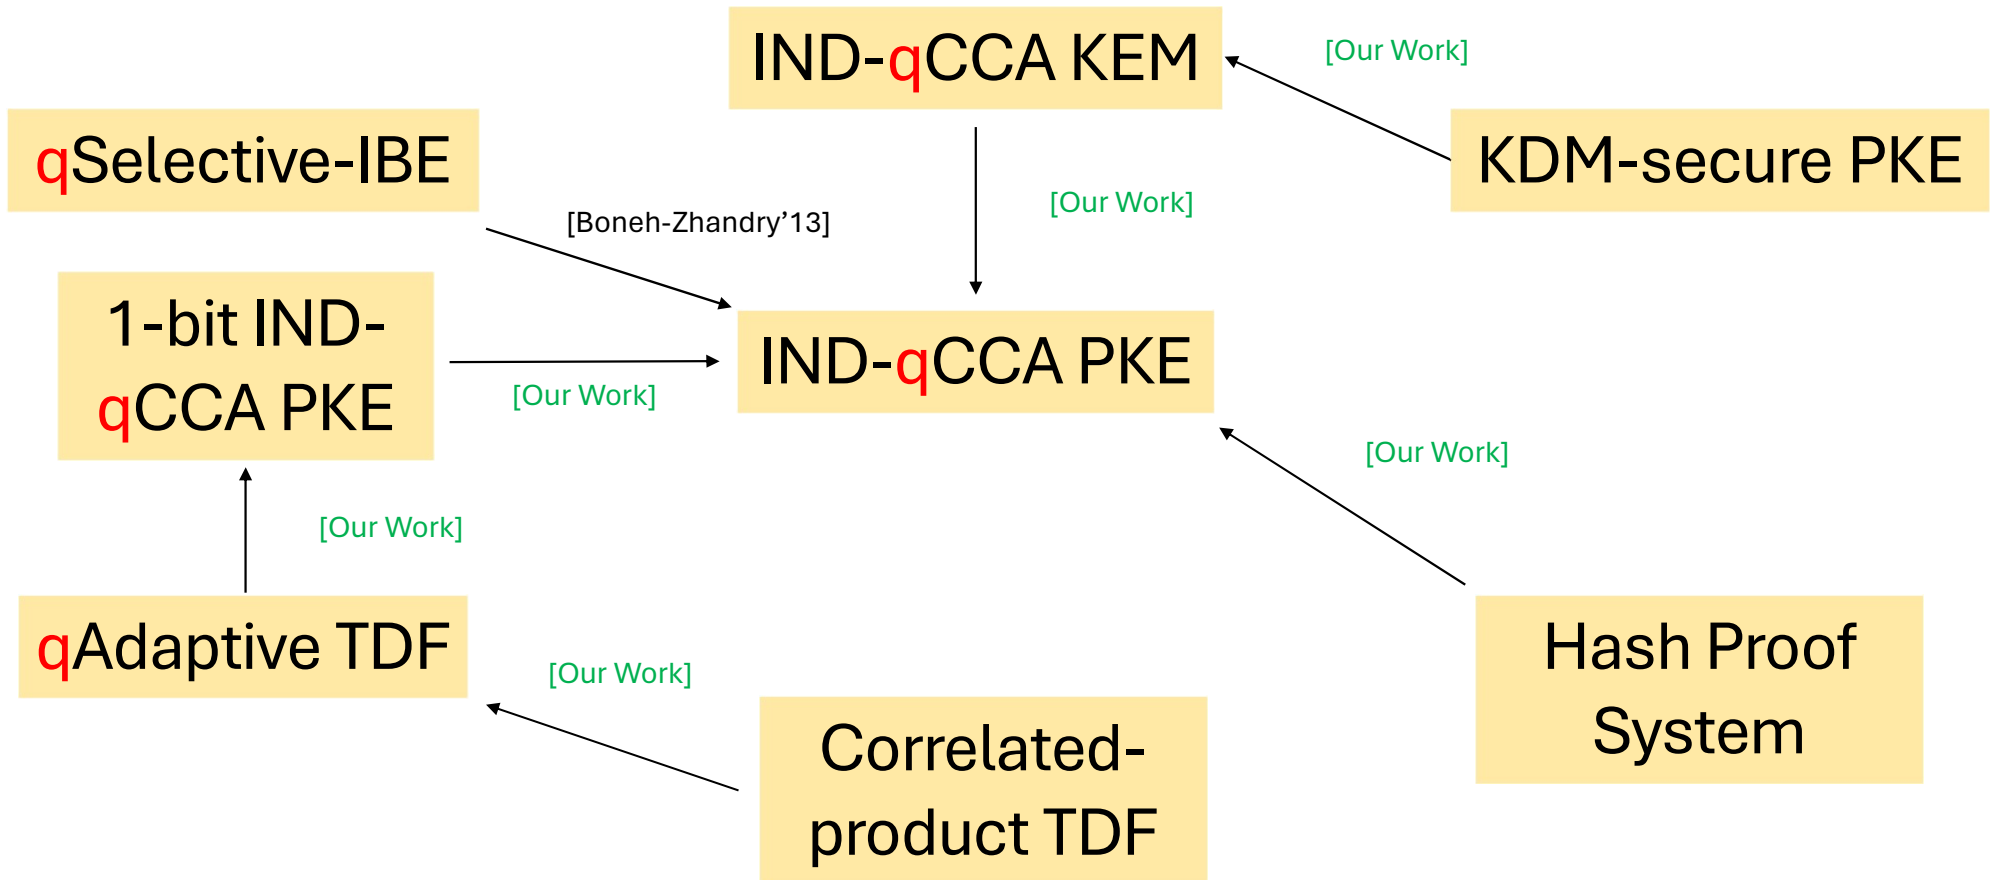 IND-qCCA KEM
[Our Work]
qSelective-IBE
KDM-secure PKE
[Boneh-Zhandry’13]
[Our Work]
1-bit IND-
qCCA PKE
IND-qCCA PKE
[Our Work]
[Our Work]
[Our Work]
qAdaptive TDF
[Our Work]
Hash Proof
System
Correlated-
product TDF